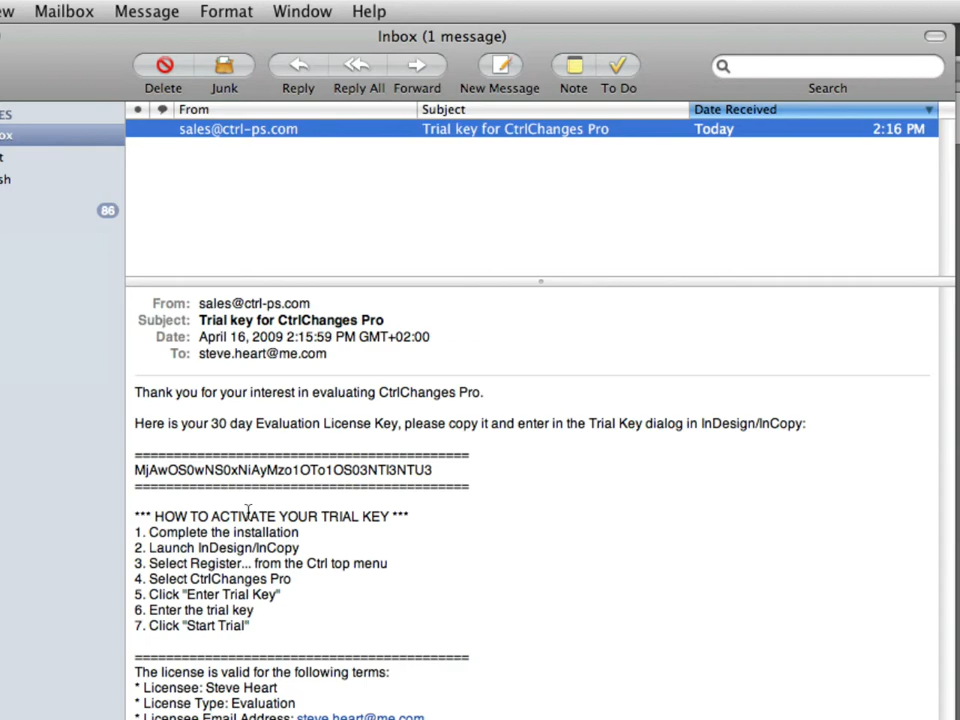 Mailbox Message Format Window Help
Inbox (1 message)
Delete Junk Reply Reply All Forward New Message Note To Do Search
From Subject Date Received
sales@ctrl-ps.com Trial key for CtrlChanges Pro Today 2:16 PM
86
From: sales@ctrl-ps.com
Subject: Trial key for CtrlChanges Pro
Date: April 16, 2009 2:15:59 PM GMT+02:00
To: steve.heart@me.com
Thank you for your interest in evaluating CtrlChanges Pro.
Here is your 30 day Evaluation License Key, please copy it and enter in the Trial Key dialog in InDesign/InCopy:
===========================================
MjAwOS0wNS0xNiAyMzo1OTo1OS03NTI3NTU3
===========================================
*** HOW TO ACTIVATE YOUR TRIAL KEY ***
1. Complete the installation
2. Launch InDesign/InCopy
3. Select Register... from the Ctrl top menu
4. Select CtrlChanges Pro
5. Click "Enter Trial Key"
6. Enter the trial key
7. Click "Start Trial"
===========================================
The license is valid for the following terms:
* Licensee: Steve Heart
* License Type: Evaluation
* Licensee Email Address: steve.heart@me.com